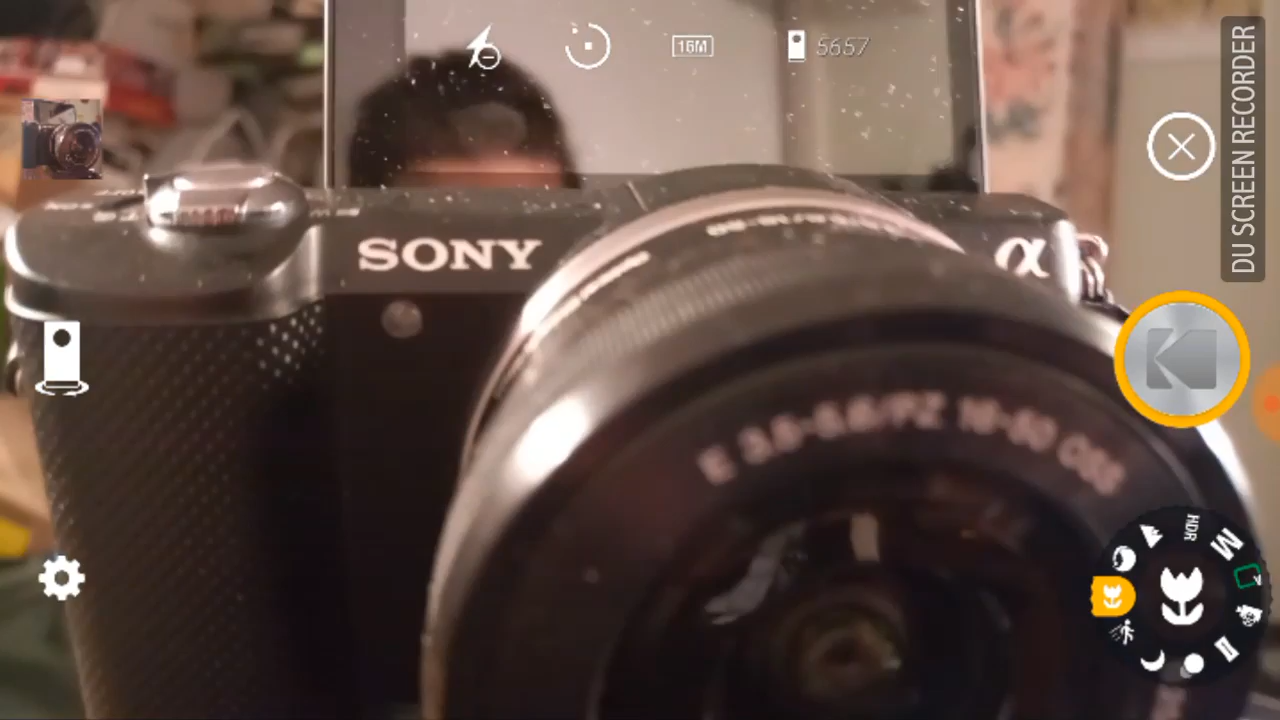 16M
5657
DU SCREEN RECORDER
SONY
α
E 3.5-5.6/PZ 16-50 OSS
HDR
M